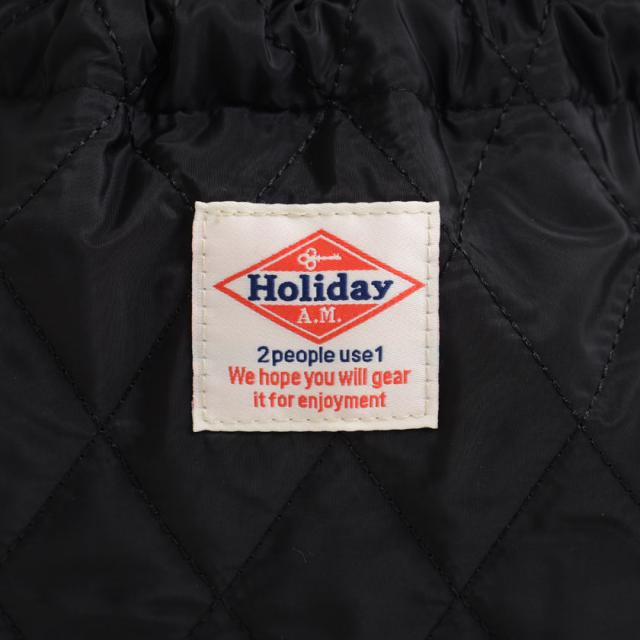 Holiday
A.M.
2people use1
We hope you will gear
it for enjoyment